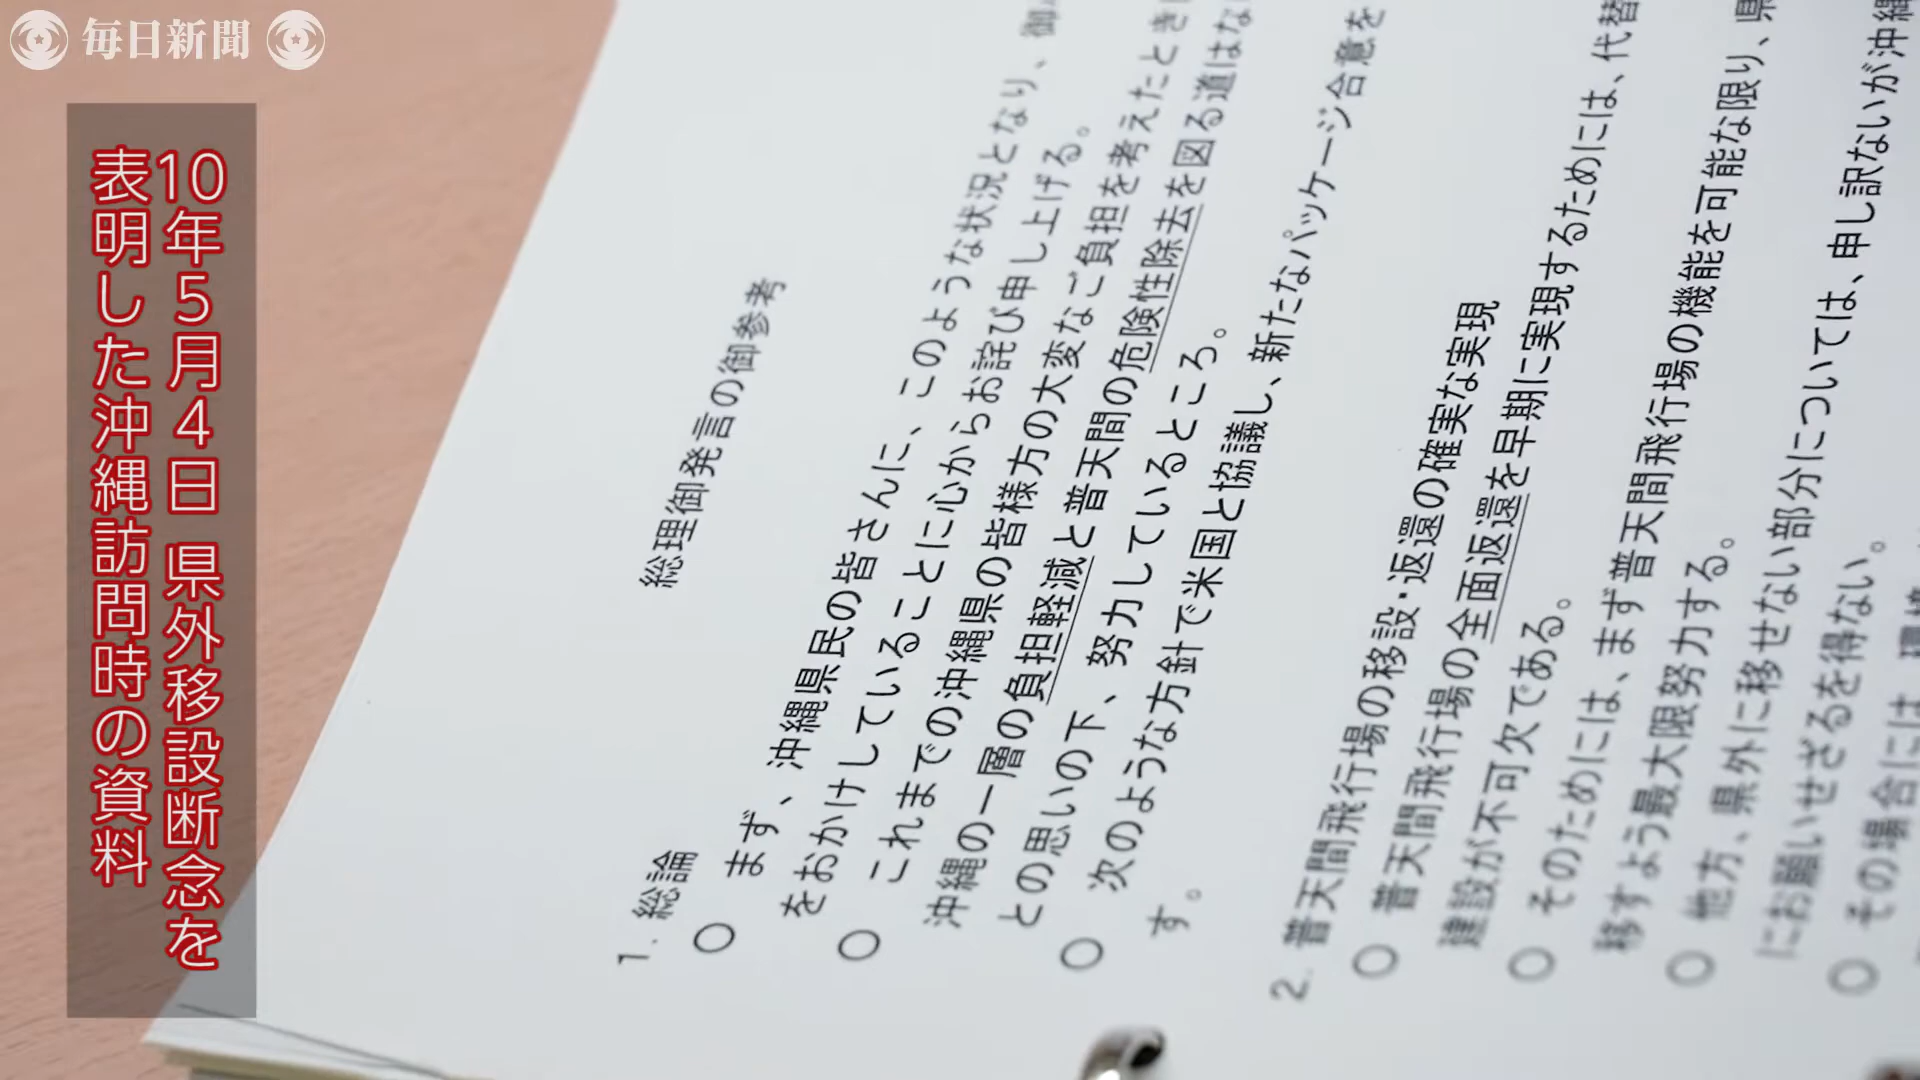 毎日新聞
10年5月4日 県外移設断念を
表明した沖縄訪問時の資料
総理御発言の御参考
1. 総論
○ まず、沖縄県民の皆さんに、このような状況となり、御
をおかけしていることに心からお詫び申し上げる。
○ これまでの沖縄県の皆様方の大変なご負担を考えたとき
沖縄の一層の負担軽減と普天間の危険性除去を図る道はな
との思いの下、努力しているところ。
○ 次のような方針で米国と協議し、新たなパッケージ合意を
す。
2. 普天間飛行場の移設・返還の確実な実現
○ 普天間飛行場の全面返還を早期に実現するためには、代替
建設が不可欠である。
○ そのためには、まず普天間飛行場の機能を可能な限り、県
移すよう最大限努力する。
○ 他方、県外に移せない部分については、申し訳ないが沖縄
にお願いせざるを得ない。
○ その場合には、環境